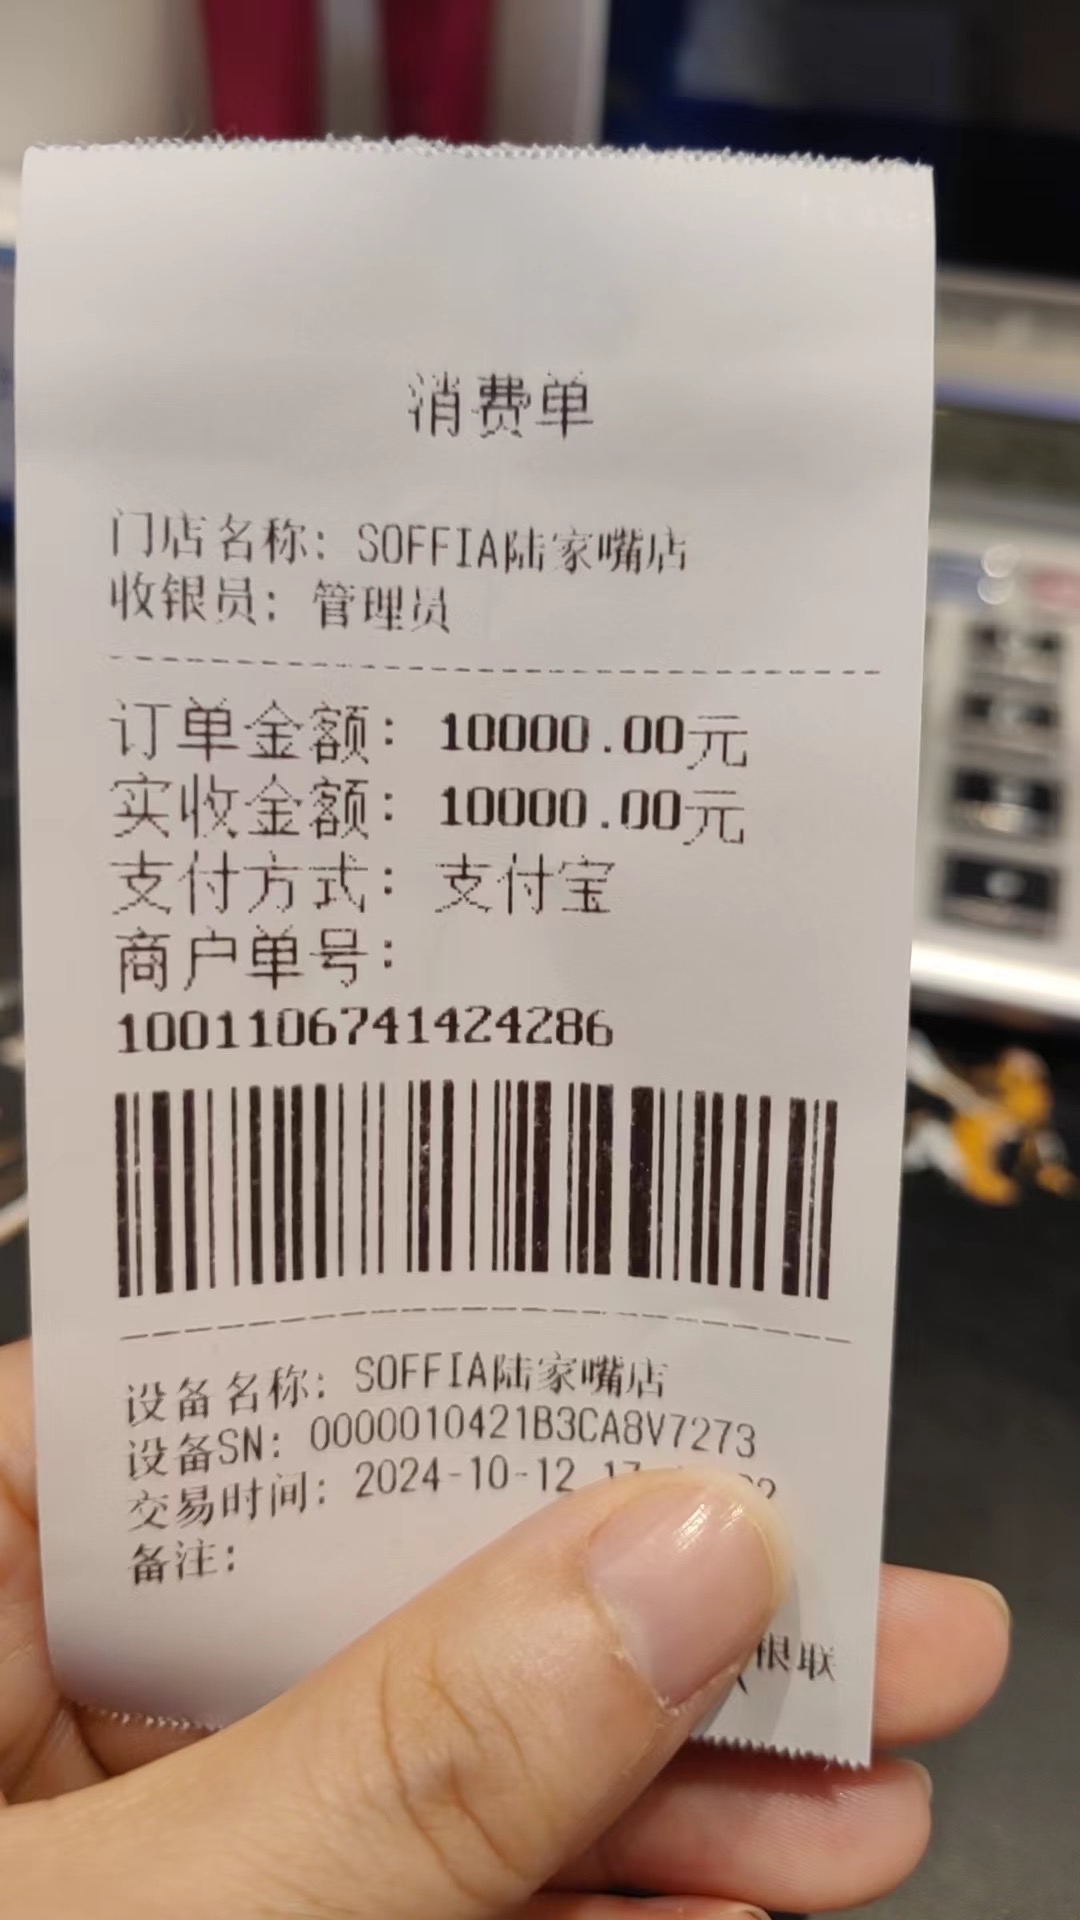 消费单
门店名称: SOFFIA陆家嘴店
收银员: 管理员
订单金额: 10000.00元
实收金额: 10000.00元
支付方式: 支付宝
商户单号:
1001106741424286
设备名称: SOFFIA陆家嘴店
设备SN: 0000010421B3CA8V7273
交易时间: 2024-10-12
备注:
银联